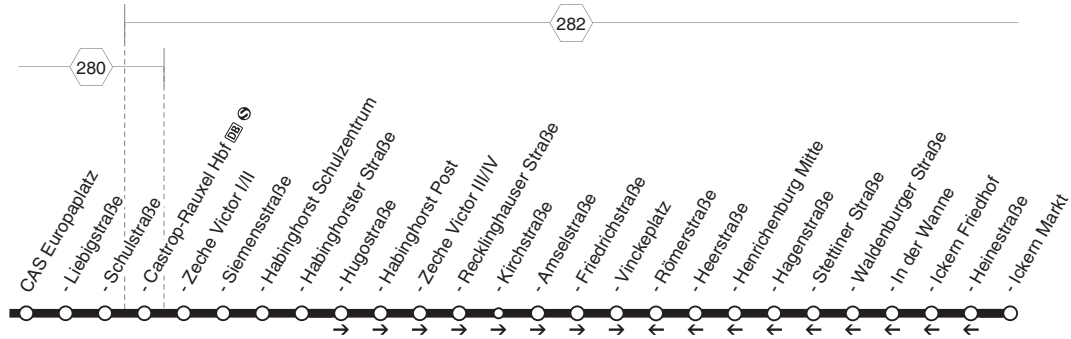 282
280
CAS Europaplatz
- Liebigstraße
- Schulstraße
- Castrop-Rauxel Hbf DB S
- Zeche Victor I/II
- Siemensstraße
- Habinghorst Schulzentrum
- Habinghorster Straße
- Hugostraße
- Habinghorst Post
- Zeche Victor III/IV
- Recklinghauser Straße
- Kirchstraße
- Amselstraße
- Friedrichstraße
- Vinckeplatz
- Römerstraße
- Heerstraße
- Henrichenburg Mitte
- Hagenstraße
- Stettiner Straße
- Waldenburger Straße
- In der Wanne
- Ickern Friedhof
- Heinestraße
- Ickern Markt